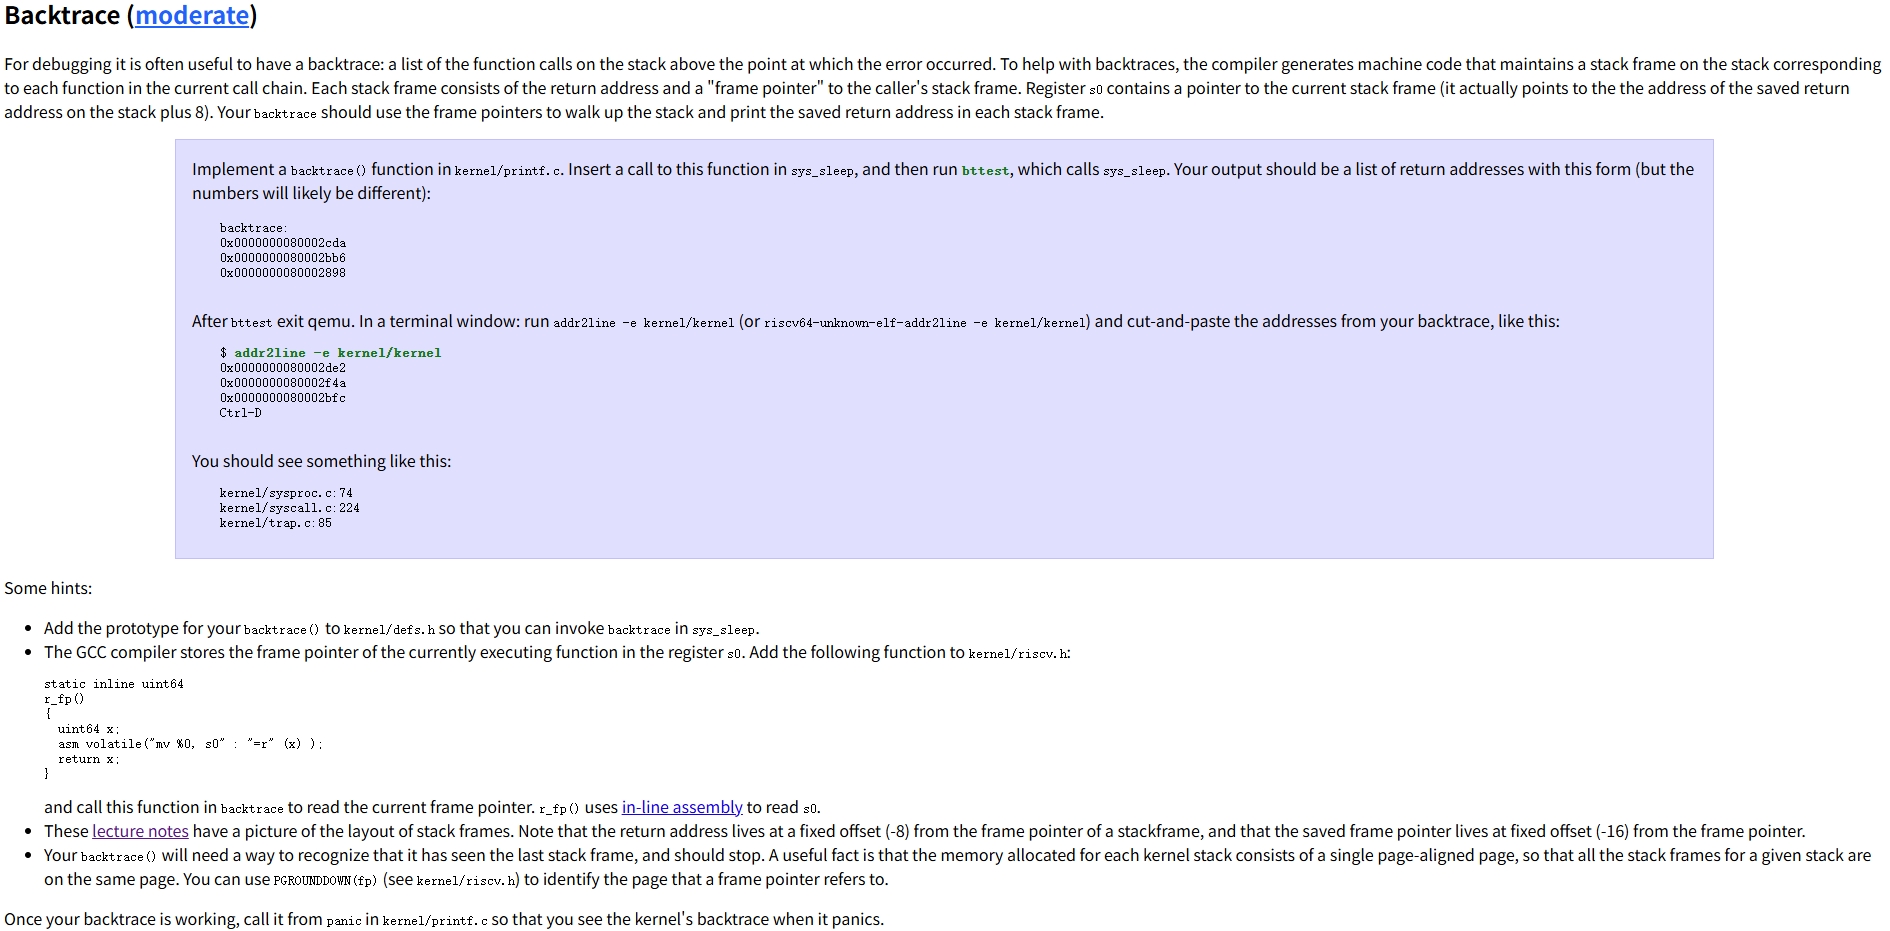 Backtrace (moderate)
For debugging it is often useful to have a backtrace: a list of the function calls on the stack above the point at which the error occurred. To help with backtraces, the compiler generates machine code that maintains a stack frame on the stack corresponding
to each function in the current call chain. Each stack frame consists of the return address and a "frame pointer" to the caller's stack frame. Register s0 contains a pointer to the current stack frame (it actually points to the the address of the saved return
address on the stack plus 8). Your backtrace should use the frame pointers to walk up the stack and print the saved return address in each stack frame.
Implement a backtrace() function in kernel/printf.c. Insert a call to this function in sys_sleep, and then run bttest, which calls sys_sleep. Your output should be a list of return addresses with this form (but the
numbers will likely be different):
backtrace:
0x0000000080002cda
0x0000000080002bb6
0x0000000080002898
After bttest exit qemu. In a terminal window: run addr2line -e kernel/kernel (or riscv64-unknown-elf-addr2line -e kernel/kernel) and cut-and-paste the addresses from your backtrace, like this:
$ addr2line -e kernel/kernel
0x0000000080002de2
0x0000000080002f4a
0x0000000080002bfc
Ctrl-D
You should see something like this:
kernel/sysproc.c:74
kernel/syscall.c:224
kernel/trap.c:85
Some hints:
• Add the prototype for your backtrace() to kernel/defs.h so that you can invoke backtrace in sys_sleep.
• The GCC compiler stores the frame pointer of the currently executing function in the register s0. Add the following function to kernel/riscv.h:
static inline uint64
r_fp()
{
uint64 x;
asm volatile("mv %0, s0" : "=r" (x) );
return x;
}
and call this function in backtrace to read the current frame pointer. r_fp() uses in-line assembly to read s0.
• These lecture notes have a picture of the layout of stack frames. Note that the return address lives at a fixed offset (-8) from the frame pointer of a stackframe, and that the saved frame pointer lives at fixed offset (-16) from the frame pointer.
• Your backtrace() will need a way to recognize that it has seen the last stack frame, and should stop. A useful fact is that the memory allocated for each kernel stack consists of a single page-aligned page, so that all the stack frames for a given stack are
on the same page. You can use PGROUNDDOWN(fp) (see kernel/riscv.h) to identify the page that a frame pointer refers to.
Once your backtrace is working, call it from panic in kernel/printf.c so that you see the kernel's backtrace when it panics.